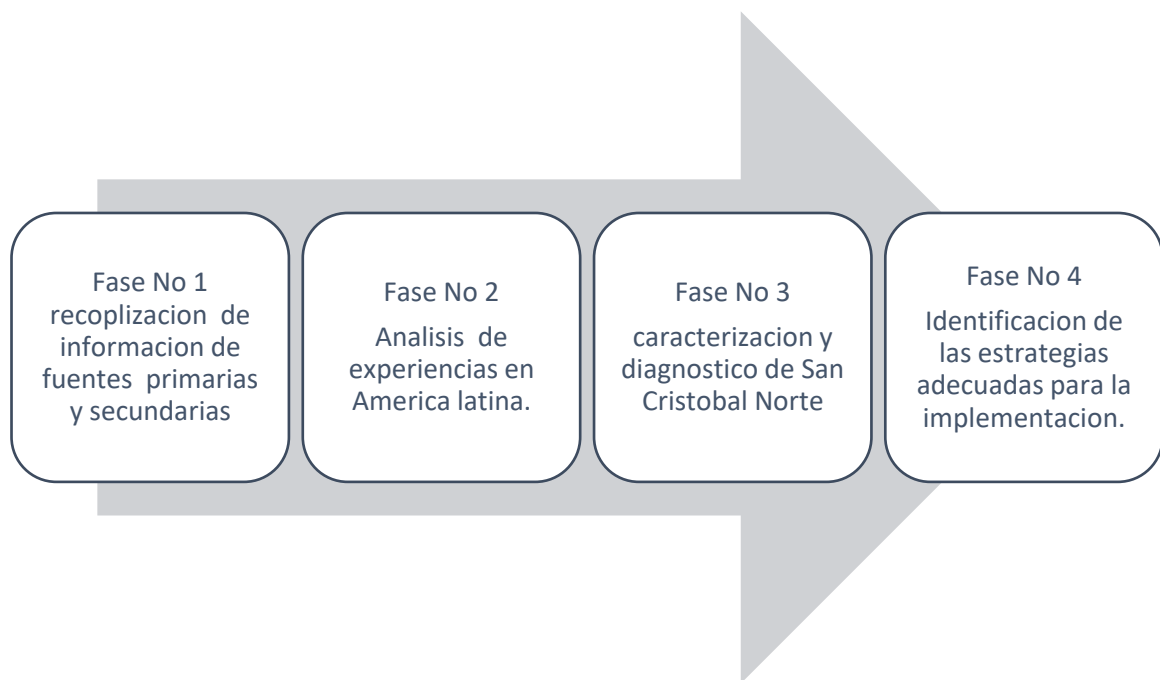 Fase No 1
recoplizacion de
informacion de
fuentes primarias
y secundarias
Fase No 2
Analisis de
experiencias en
America latina.
Fase No 3
caracterizacion y
diagnostico de San
Cristobal Norte
Fase No 4
Identificacion de
las estrategias
adecuadas para la
implementacion.